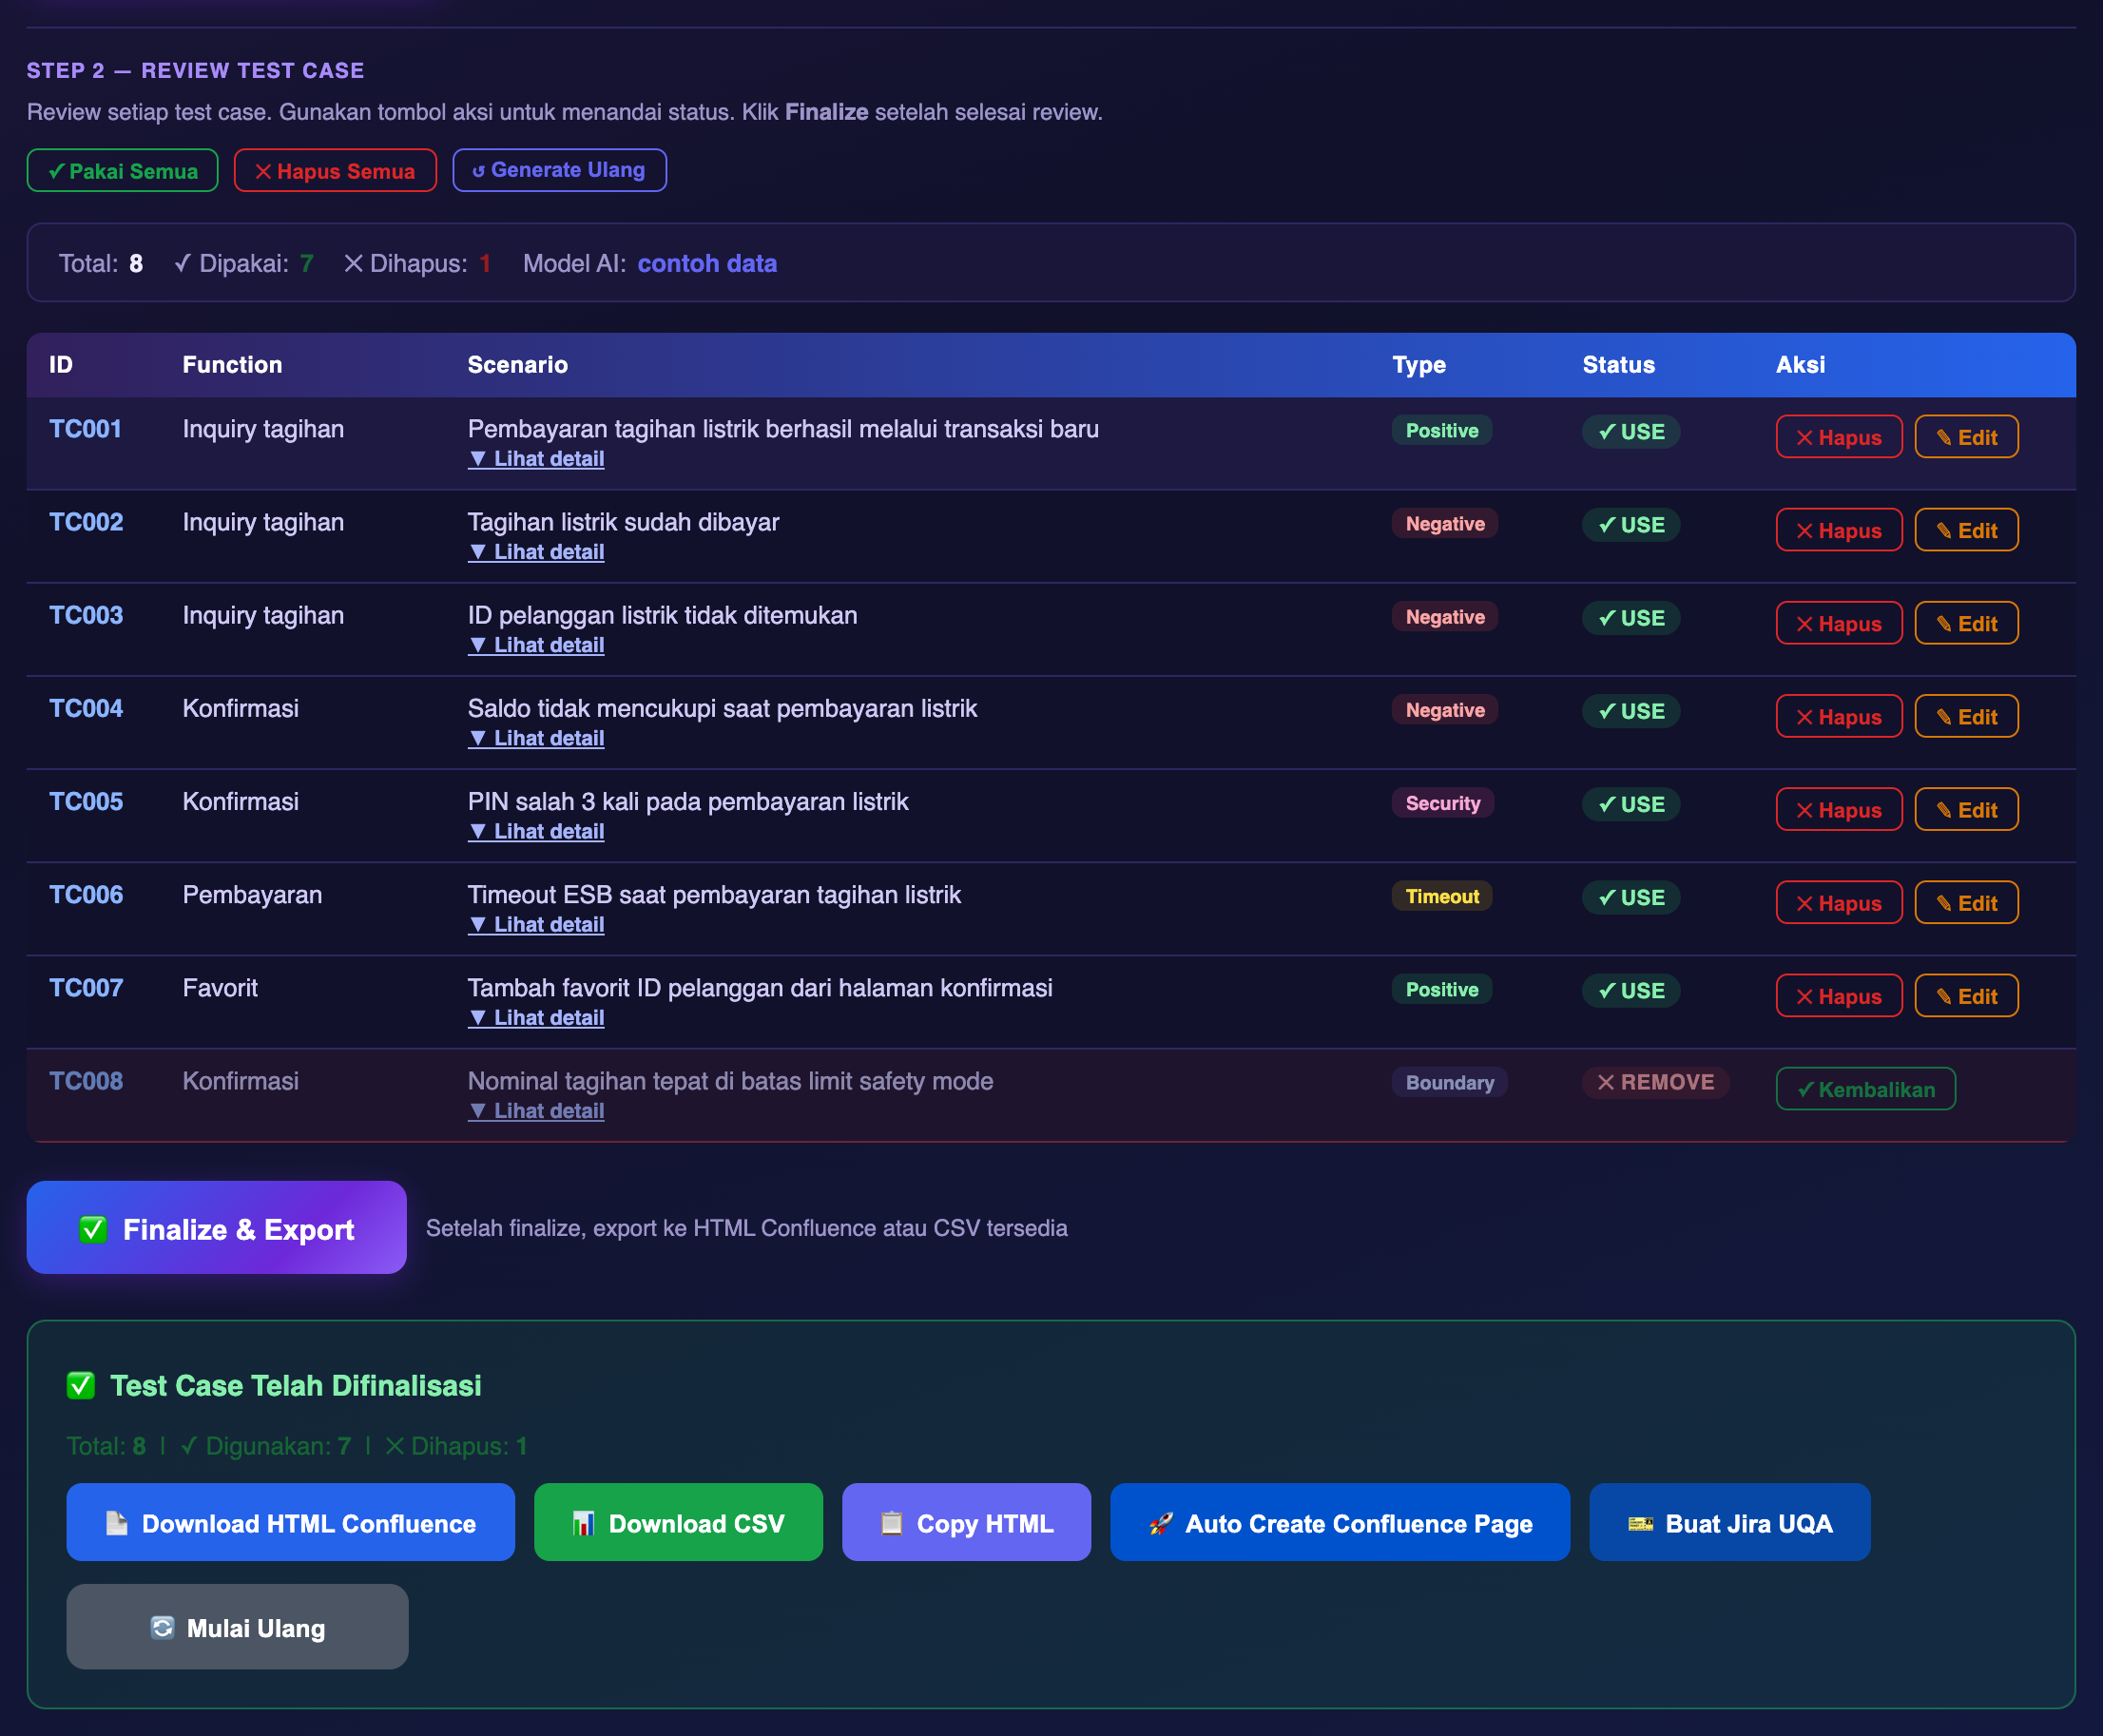 STEP 2 — REVIEW TEST CASE
Review setiap test case. Gunakan tombol aksi untuk menandai status. Klik Finalize setelah selesai review.
✓ Pakai Semua ✕ Hapus Semua ↺ Generate Ulang
Total: 8 ✓ Dipakai: 7 ✕ Dihapus: 1 Model AI: contoh data
ID Function Scenario Type Status Aksi
TC001 Inquiry tagihan Pembayaran tagihan listrik berhasil melalui transaksi baru Positive ✓ USE ✕ Hapus ✎ Edit
▼ Lihat detail
TC002 Inquiry tagihan Tagihan listrik sudah dibayar Negative ✓ USE ✕ Hapus ✎ Edit
▼ Lihat detail
TC003 Inquiry tagihan ID pelanggan listrik tidak ditemukan Negative ✓ USE ✕ Hapus ✎ Edit
▼ Lihat detail
TC004 Konfirmasi Saldo tidak mencukupi saat pembayaran listrik Negative ✓ USE ✕ Hapus ✎ Edit
▼ Lihat detail
TC005 Konfirmasi PIN salah 3 kali pada pembayaran listrik Security ✓ USE ✕ Hapus ✎ Edit
▼ Lihat detail
TC006 Pembayaran Timeout ESB saat pembayaran tagihan listrik Timeout ✓ USE ✕ Hapus ✎ Edit
▼ Lihat detail
TC007 Favorit Tambah favorit ID pelanggan dari halaman konfirmasi Positive ✓ USE ✕ Hapus ✎ Edit
▼ Lihat detail
TC008 Konfirmasi Nominal tagihan tepat di batas limit safety mode Boundary ✕ REMOVE ✓ Kembalikan
▼ Lihat detail
✅ Finalize & Export Setelah finalize, export ke HTML Confluence atau CSV tersedia
✅ Test Case Telah Difinalisasi
Total: 8 | ✓ Digunakan: 7 | ✕ Dihapus: 1
📄 Download HTML Confluence 📊 Download CSV 📋 Copy HTML 🚀 Auto Create Confluence Page 🎫 Buat Jira UQA
🔄 Mulai Ulang